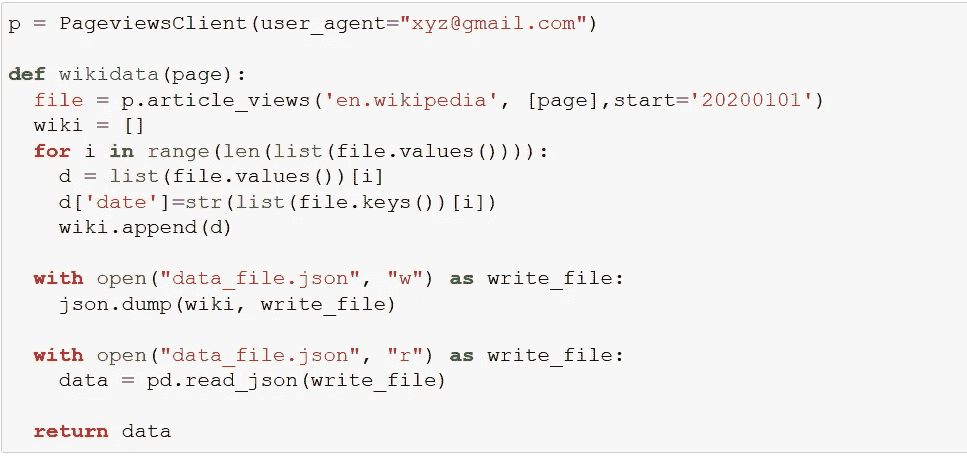 p = PageviewsClient(user_agent="xyz@gmail.com")

def wikidata(page):
  file = p.article_views('en.wikipedia', [page],start='20200101')
  wiki = []
  for i in range(len(list(file.values()))):
    d = list(file.values())[i]
    d['date']=str(list(file.keys())[i])
    wiki.append(d)

  with open("data_file.json", "w") as write_file:
    json.dump(wiki, write_file)

  with open("data_file.json", "r") as write_file:
    data = pd.read_json(write_file)

  return data